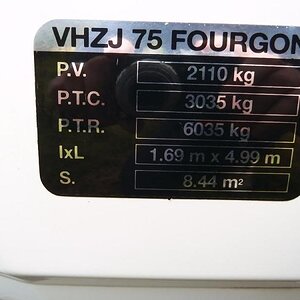 VHZJ 75 FOURGON
P.V. 2110 kg
P.T.C. 3035 kg
P.T.R. 6035 kg
lxL 1.69 m x 4.99 m
S. 8.44 m²